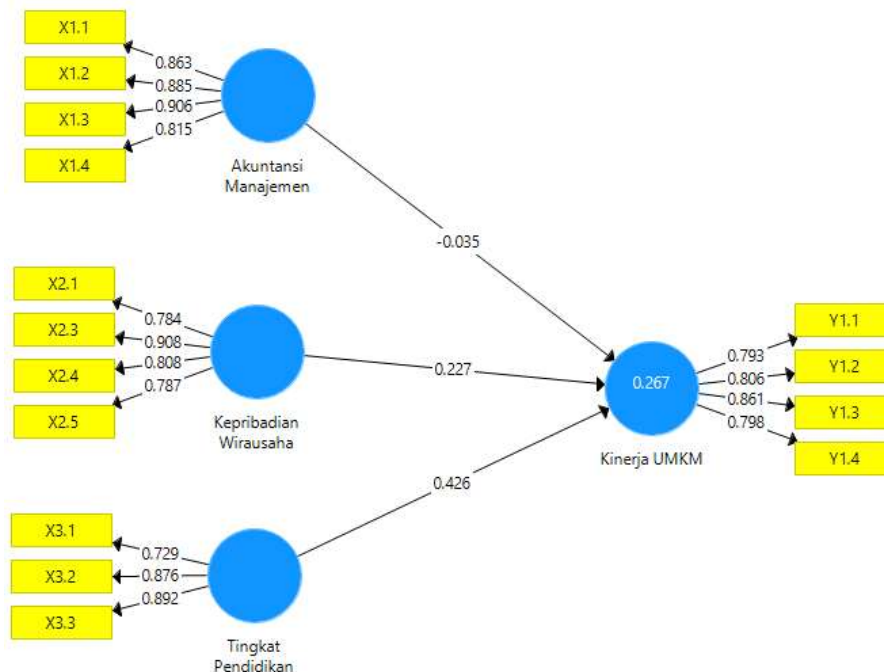 X1.1
X1.2
X1.3
X1.4
0.863
0.885
0.906
0.815
Akuntansi
Manajemen
-0.035
X2.1
X2.3
X2.4
X2.5
0.784
0.908
0.808
0.787
Kepribadian
Wirausaha
0.227
X3.1
X3.2
X3.3
0.729
0.876
0.892
Tingkat
Pendidikan
0.426
0.267
Kinerja UMKM
0.793
0.806
0.861
0.798
Y1.1
Y1.2
Y1.3
Y1.4